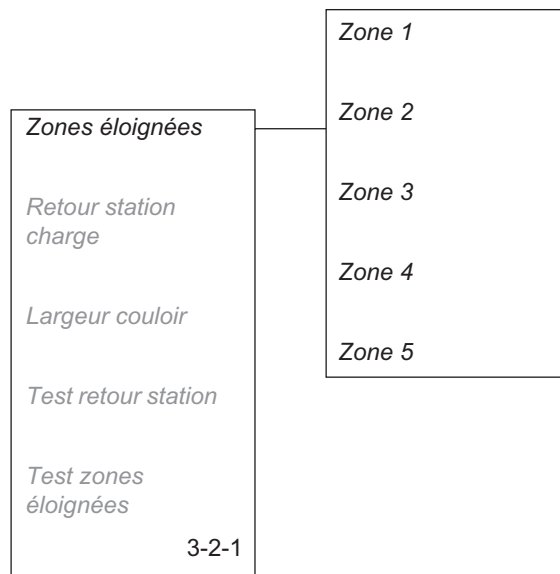 Zones éloignées
Retour station
charge
Largeur couloir
Test retour station
Test zones
éloignées
3-2-1
Zone 1
Zone 2
Zone 3
Zone 4
Zone 5